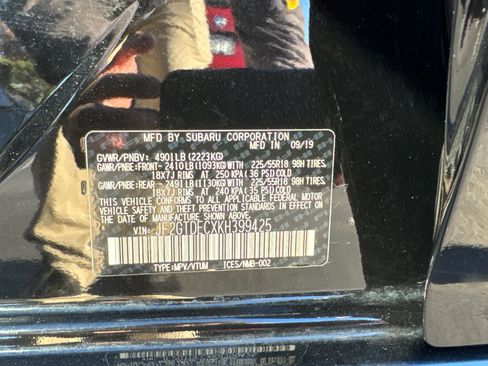 MFD BY SUBARU CORPORATION
MFD IN 09/19
GVWR/PNBV: 4901LB(2223KG)
GAWR/PNBE:FRONT- 2410LB(1093KG)WITH 225/55R18 98H TIRES,
18X7J RIMS AT 250 KPA(36 PSI)COLD
GAWR/PNBE:REAR - 2491LB(1130KG)WITH 225/55R18 98H TIRES,
18X7J RIMS AT 240 KPA(35 PSI)COLD
THIS VEHICLE CONFORMS TO ALL APPLICABLE FEDERAL MOTOR
VEHICLE SAFETY AND THEFT PREVENTION STANDARDS IN EFFECT
ON THE DATE OF MANUFACTURE SHOWN ABOVE.
VIN: JF2GTDECXKH399425
TYPE:MPV/VTUM ICES/NMB-002